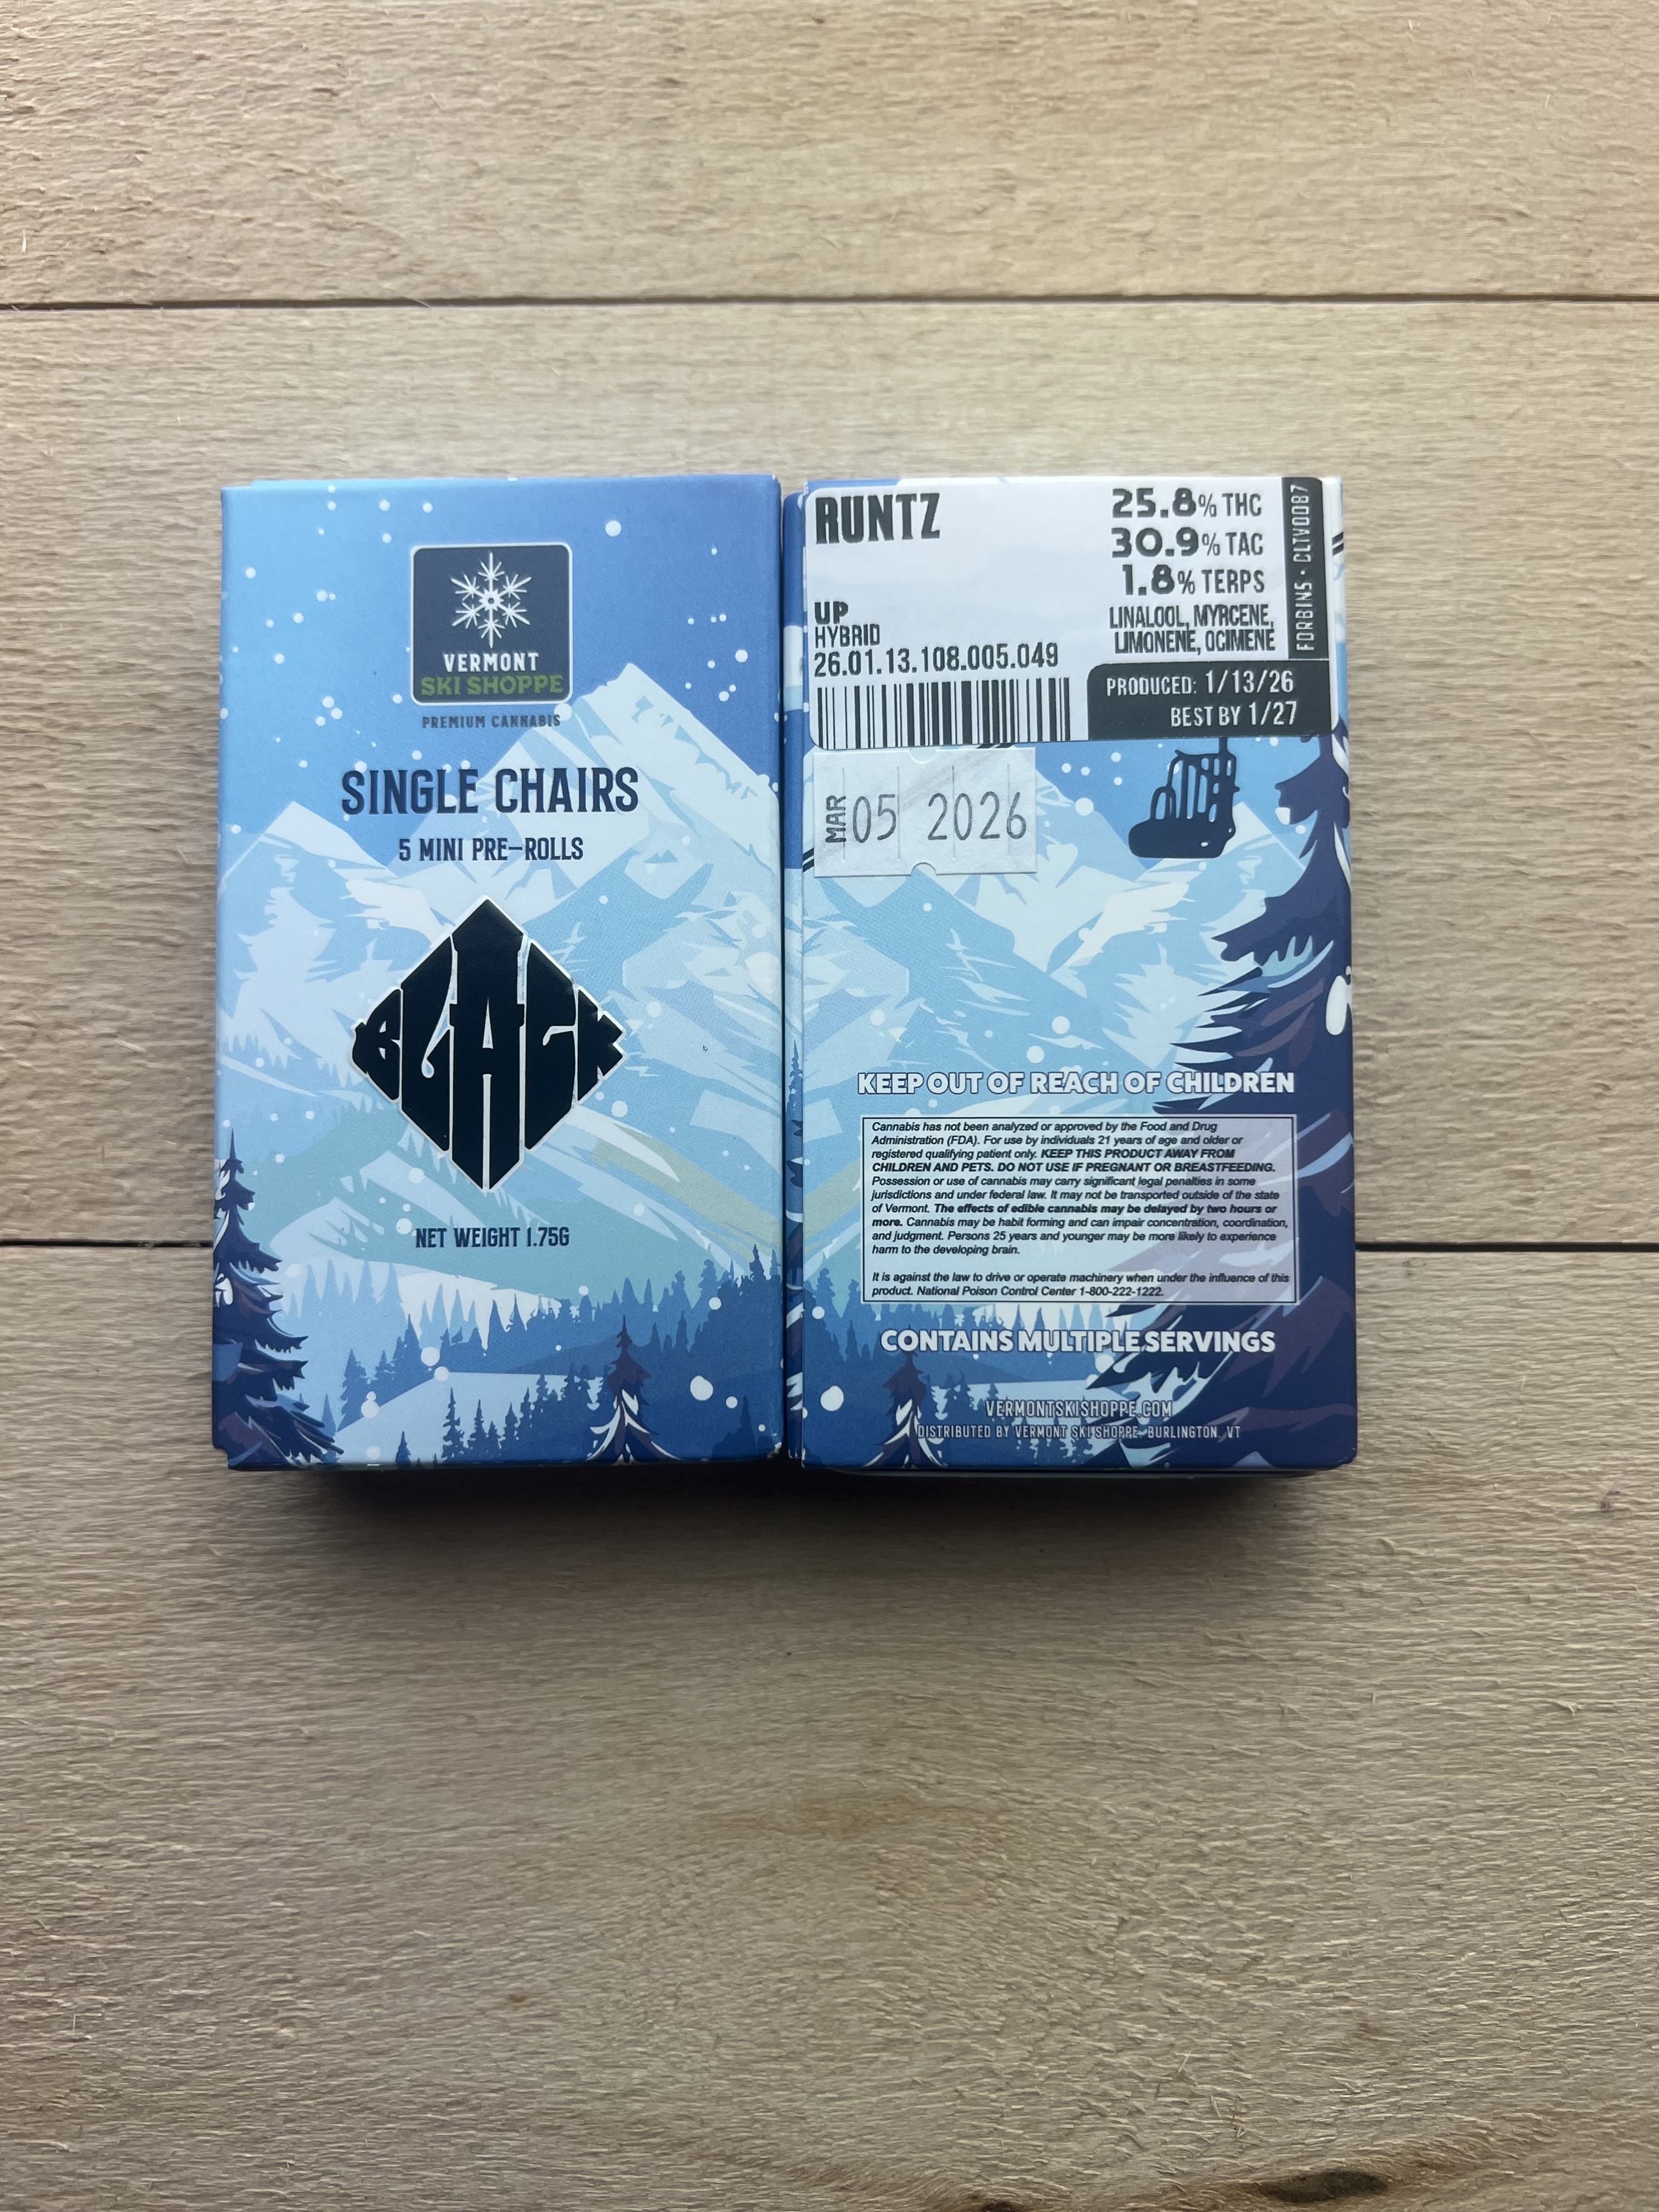 VERMONT
SKI SHOPPE
PREMIUM CANNABIS
SINGLE CHAIRS
5 MINI PRE-ROLLS
BLACK
NET WEIGHT 1.75G
RUNTZ
UP
HYBRID
26.01.13.108.005.049
25.8% THC
30.9% TAC
1.8% TERPS
LINALOOL, MYRCENE,
LIMONENE, OCIMENE
FORBINS • CLTV0087
PRODUCED: 1/13/26
BEST BY 1/27
MAR 05 2026
KEEP OUT OF REACH OF CHILDREN
Cannabis has not been analyzed or approved by the Food and Drug
Administration (FDA). For use by individuals 21 years of age and older or
registered qualifying patient only. KEEP THIS PRODUCT AWAY FROM
CHILDREN AND PETS. DO NOT USE IF PREGNANT OR BREASTFEEDING.
Possession or use of cannabis may carry significant legal penalties in some
jurisdictions and under federal law. It may not be transported outside of the state
of Vermont. The effects of edible cannabis may be delayed by two hours or
more. Cannabis may be habit forming and can impair concentration, coordination,
and judgment. Persons 25 years and younger may be more likely to experience
harm to the developing brain.
It is against the law to drive or operate machinery when under the influence of this
product. National Poison Control Center 1-800-222-1222.
CONTAINS MULTIPLE SERVINGS
VERMONTSKISHOPPE.COM
DISTRIBUTED BY VERMONT SKI SHOPPE, BURLINGTON, VT